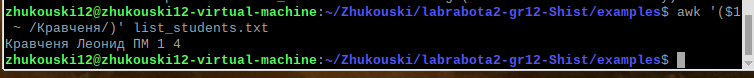 zhukouski12@zhukouski12-virtual-machine:~/Zhukouski/labrabota2-gr12-Shist/examples$ awk '($1
~ /Кравченя/)' list_students.txt
Кравченя Леонид ПМ 1 4
zhukouski12@zhukouski12-virtual-machine:~/Zhukouski/labrabota2-gr12-Shist/examples$